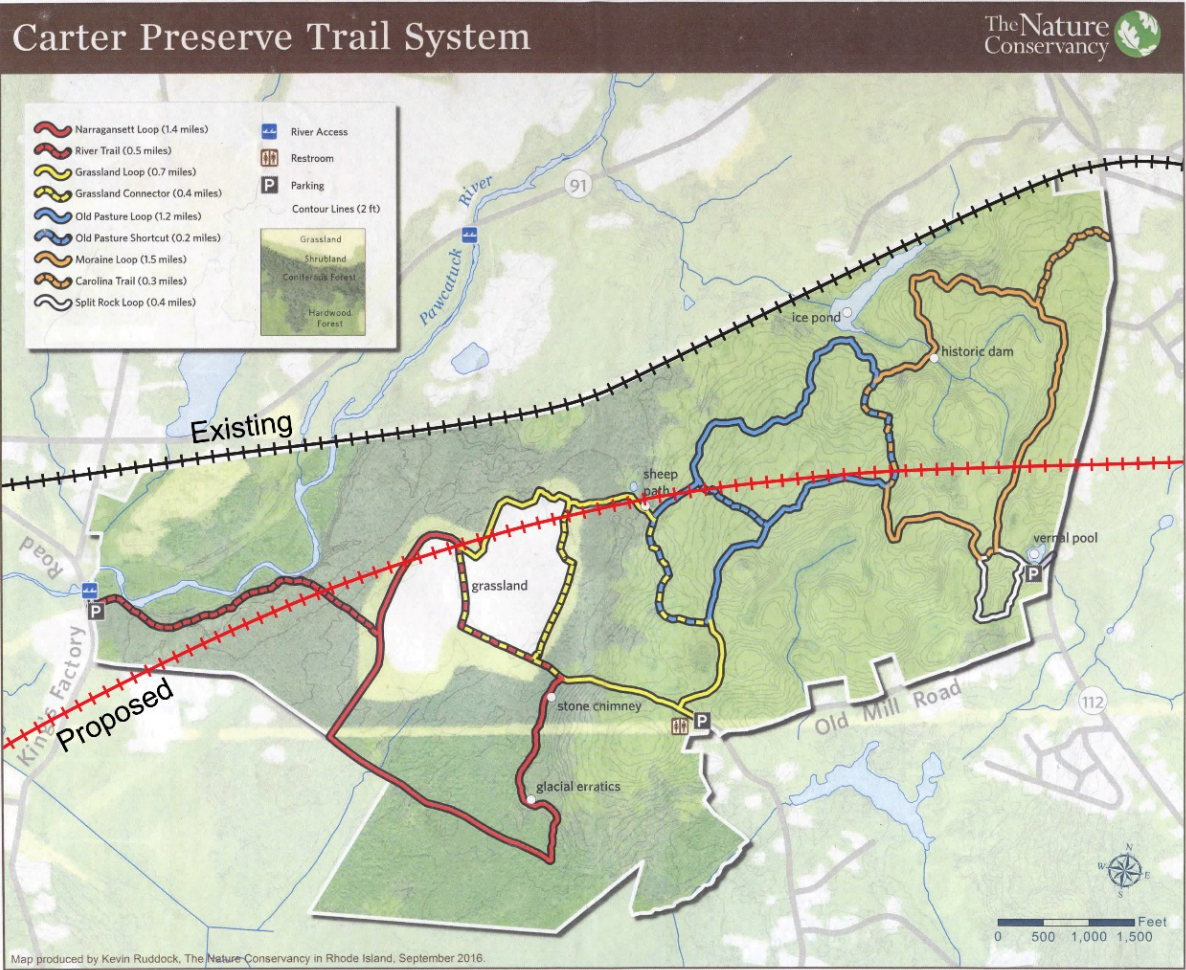 Carter Preserve Trail System
The Nature
Conservancy
Narragansett Loop (1.4 miles)
River Trail (0.5 miles)
Grassland Loop (0.7 miles)
Grassland Connector (0.4 miles)
Old Pasture Loop (1.2 miles)
Old Pasture Shortcut (0.2 miles)
Moraine Loop (1.5 miles)
Carolina Trail (0.3 miles)
Split Rock Loop (0.4 miles)
River Access
Restroom
P
Parking
Contour Lines (2 ft)
Grassland
Shrubland
Coniferous Forest
Hardwood
Forest
91
Pawcatuck River
ice pond
historic dam
Existing
sheep
path
vernal pool
P
grassland
P
King's Factory Road
Proposed
stone chimney
P
Old Mill Road
112
glacial erratics
N
W
E
S
Feet
0 500 1,000 1,500
Map produced by Kevin Ruddock, The Nature Conservancy in Rhode Island, September 2016.